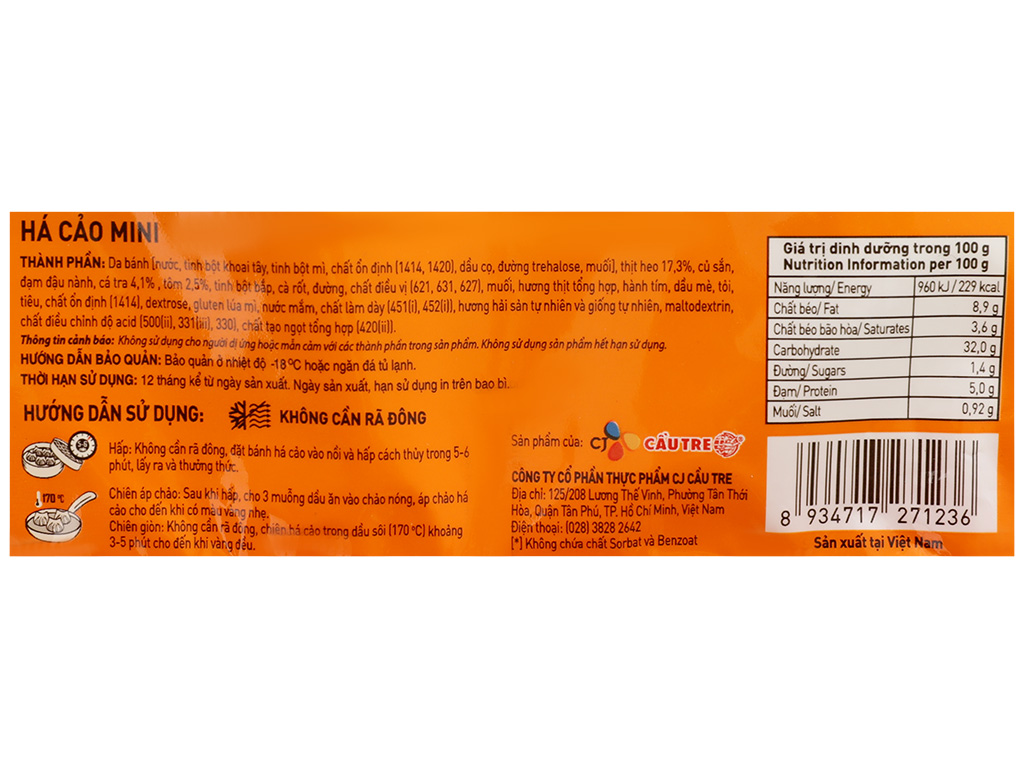 HÁ CẢO MINI
THÀNH PHẦN: Da bánh [nước, tinh bột khoai tây, tinh bột mì, chất ổn định (1414, 1420), dầu cọ, đường trehalose, muối], thịt heo 17,3%, củ sắn,
đạm đậu nành, cá tra 4,1% , tôm 2,5%, tinh bột bắp, cà rốt, đường, chất điều vị (621, 631, 627), muối, hương thịt tổng hợp, hành tím, dầu mè, tỏi,
tiêu, chất ổn định (1414), dextrose, gluten lúa mì, nước mắm, chất làm dày (451(i), 452(i)), hương hải sản tự nhiên và giống tự nhiên, maltodextrin,
chất điều chỉnh độ acid (500(ii), 331(iii), 330), chất tạo ngọt tổng hợp (420(ii)).
Thông tin cảnh báo: Không sử dụng cho người dị ứng hoặc mẫn cảm với các thành phần trong sản phẩm. Không sử dụng sản phẩm hết hạn sử dụng.
HƯỚNG DẪN BẢO QUẢN: Bảo quản ở nhiệt độ -18 ºC hoặc ngăn đá tủ lạnh.
THỜI HẠN SỬ DỤNG: 12 tháng kể từ ngày sản xuất. Ngày sản xuất, hạn sử dụng in trên bao bì.
HƯỚNG DẪN SỬ DỤNG: KHÔNG CẦN RÃ ĐÔNG
Hấp: Không cần rã đông, đặt bánh há cảo vào nồi và hấp cách thủy trong 5-6
phút, lấy ra và thưởng thức.
170 ºC
Chiên áp chảo: Sau khi hấp, cho 3 muỗng dầu ăn vào chảo nóng, áp chảo há
cảo cho đến khi có màu vàng nhẹ.
Chiên giòn: Không cần rã đông, chiên há cảo trong dầu sôi (170 ºC) khoảng
3-5 phút cho đến khi vàng đều.
Sản phẩm của: CJ CẦU TRE
CÔNG TY CỔ PHẦN THỰC PHẨM CJ CẦU TRE
Địa chỉ: 125/208 Lương Thế Vinh, Phường Tân Thới
Hòa, Quận Tân Phú, TP. Hồ Chí Minh, Việt Nam
Điện thoại: (028) 3828 2642
[*] Không chứa chất Sorbat và Benzoat
Giá trị dinh dưỡng trong 100 g
Nutrition Information per 100 g
Năng lượng/ Energy 960 kJ / 229 kcal
Chất béo/ Fat 8,9 g
Chất béo bão hòa/ Saturates 3,6 g
Carbohydrate 32,0 g
Đường/ Sugars 1,4 g
Đạm/ Protein 5,0 g
Muối/ Salt 0,92 g
8 934717 271236
Sản xuất tại Việt Nam